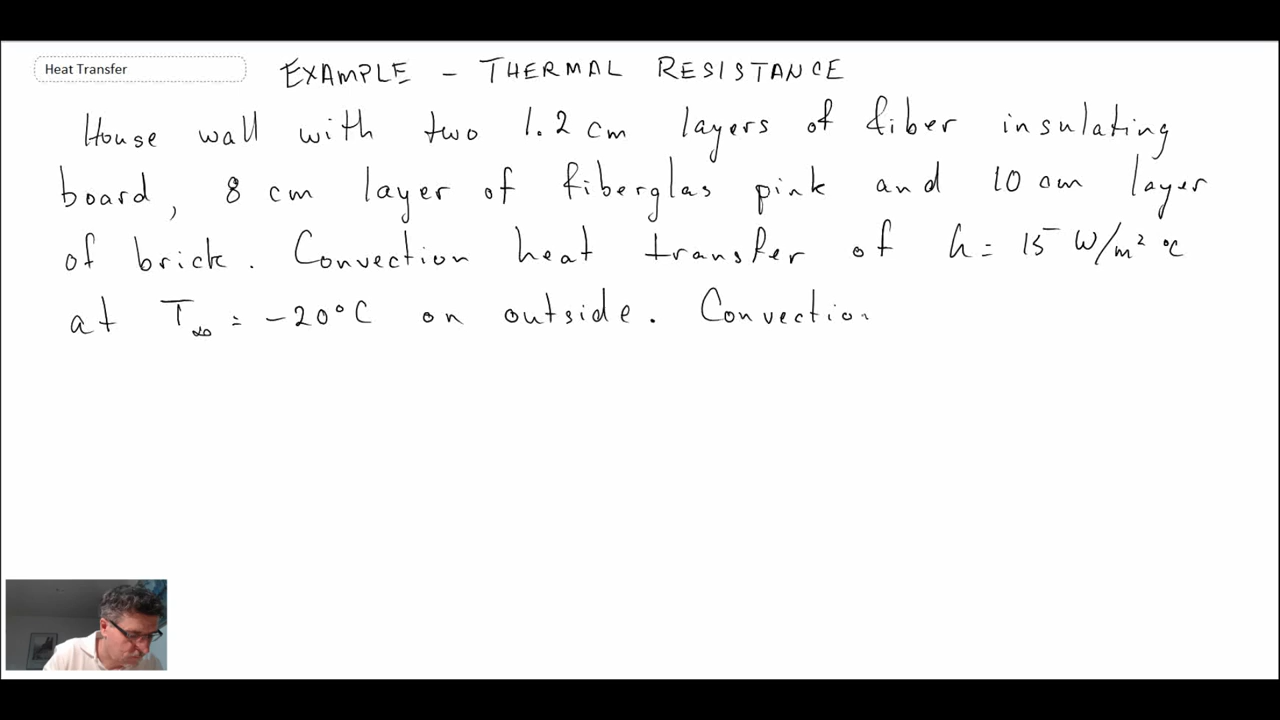 Heat Transfer
EXAMPLE - THERMAL RESISTANCE
House wall with two 1.2 cm layers of fiber insulating
board, 8 cm layer of fiberglas pink and 10 cm layer
of brick. Convection heat transfer of h = 15 W/m² °C
at T∞ = -20°C on outside. Convection